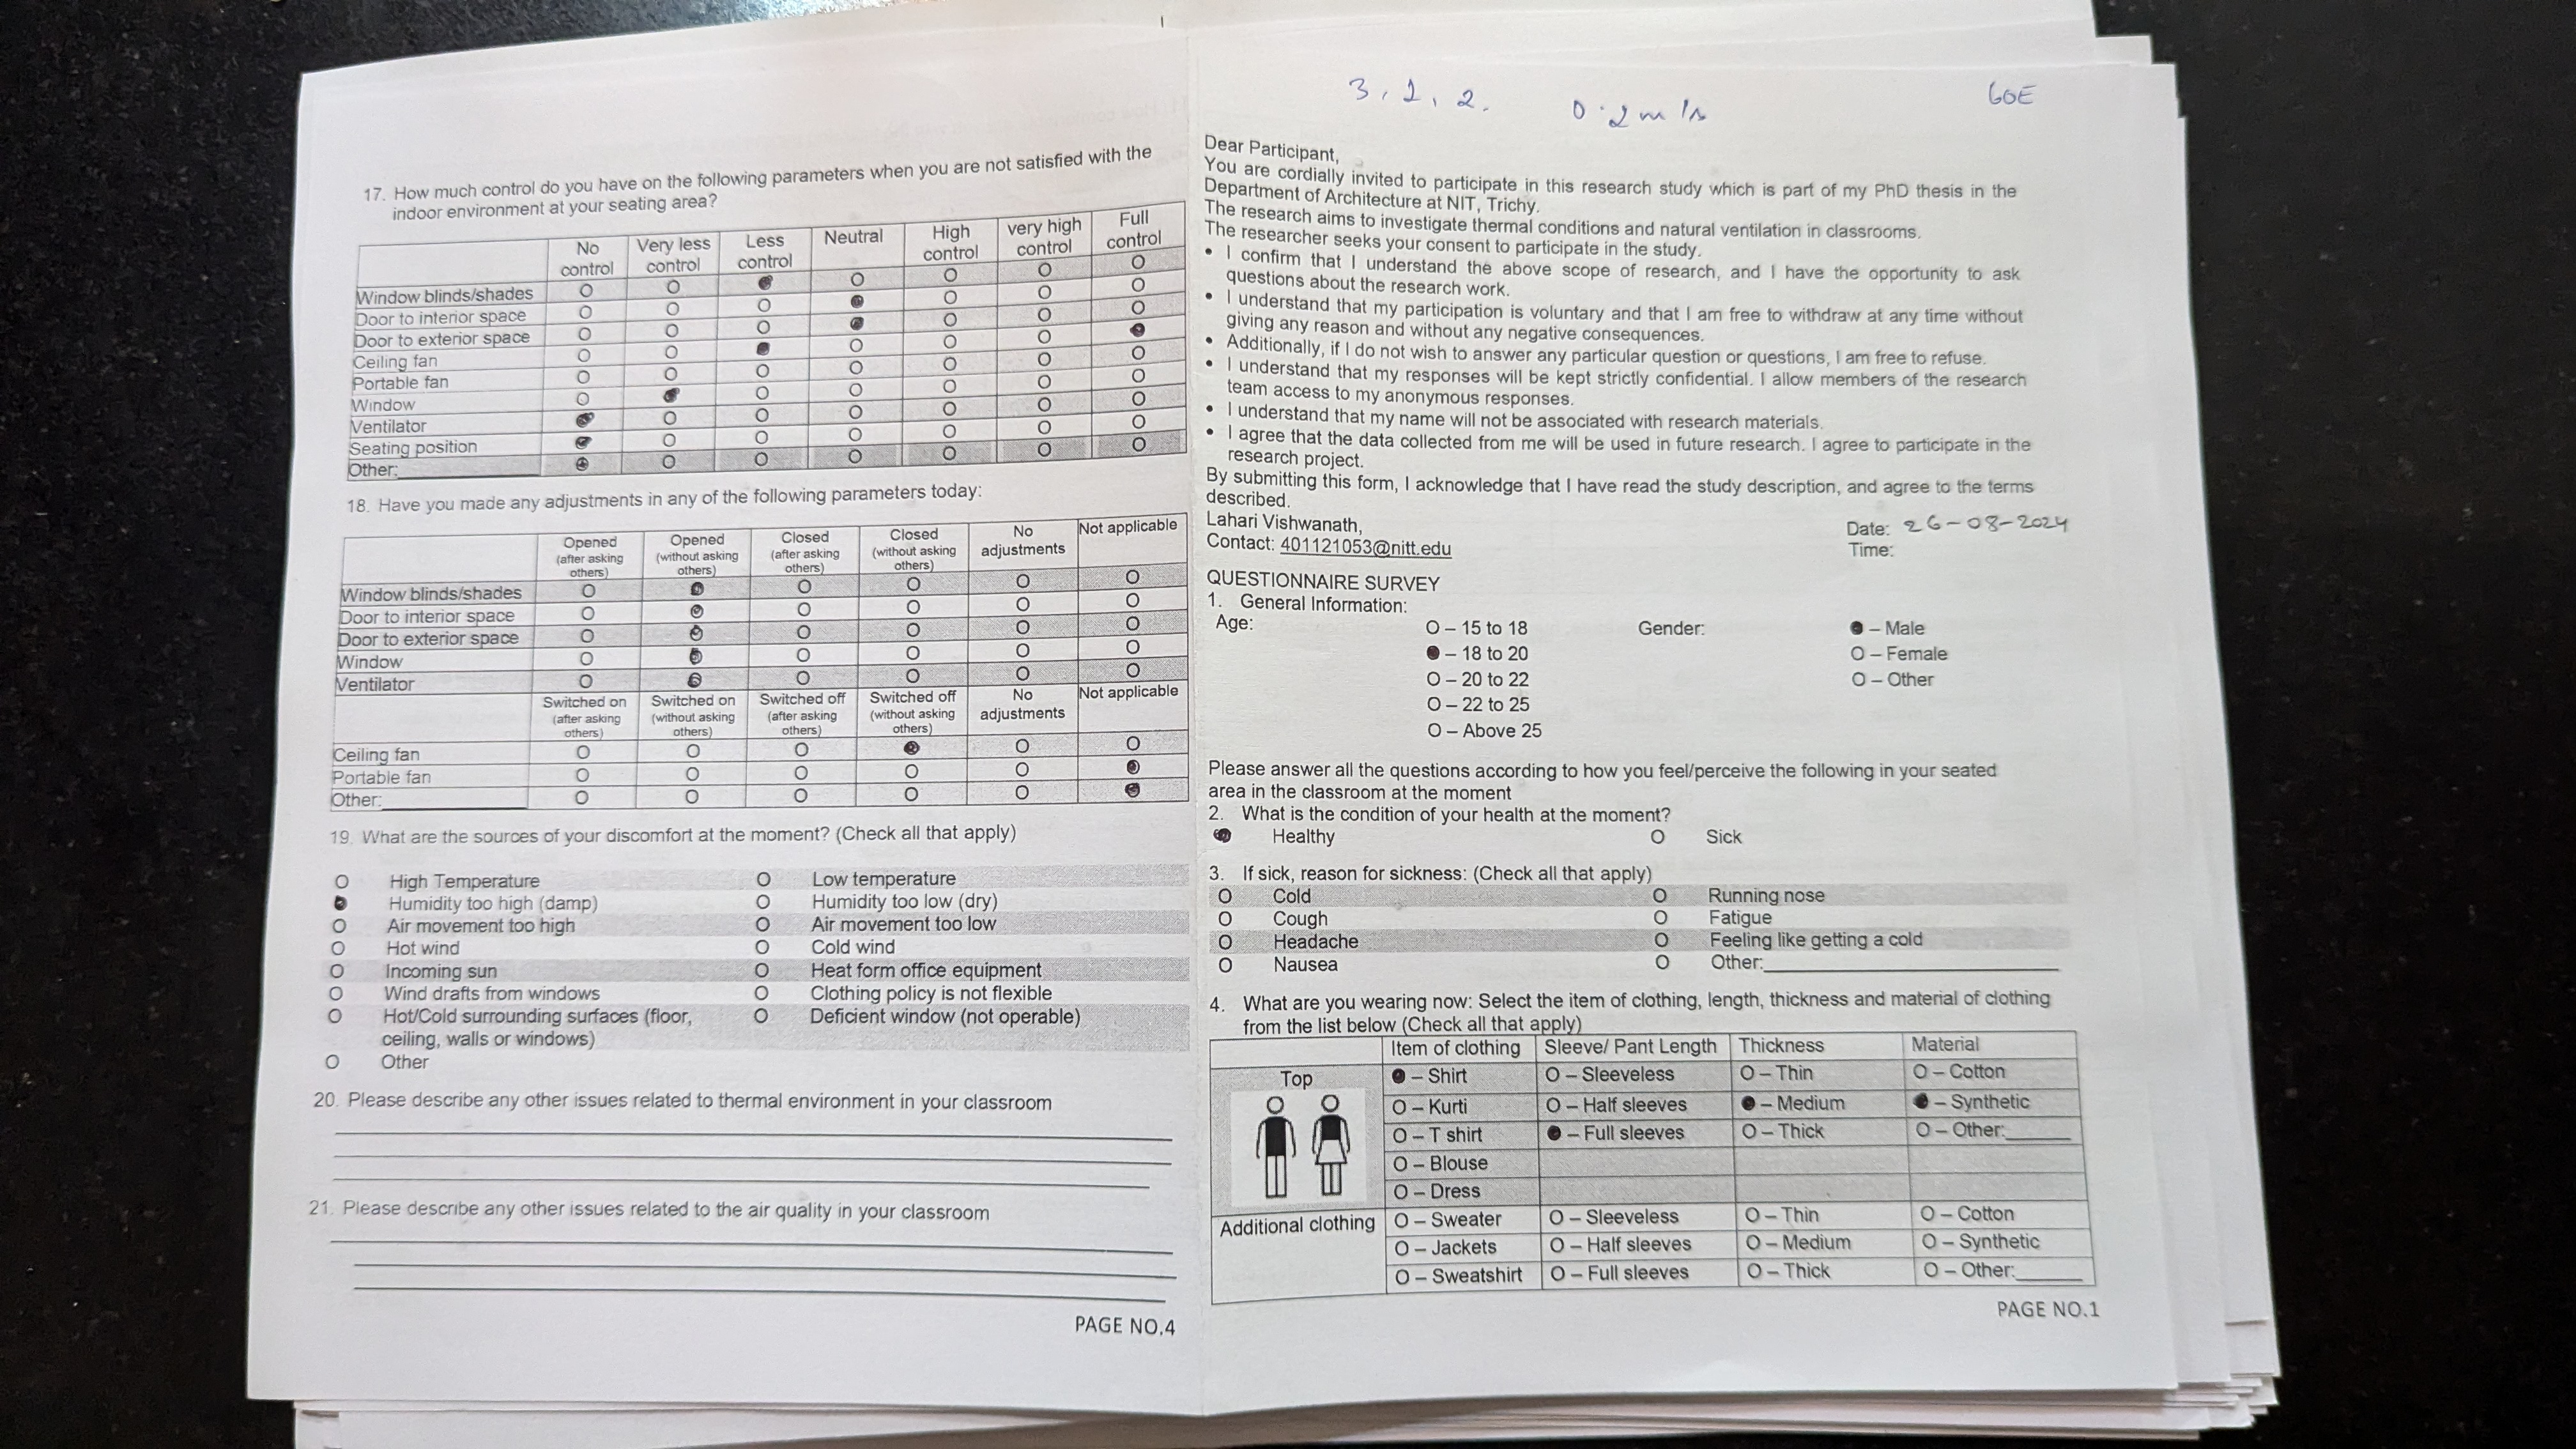 17. How much control do you have on the following parameters when you are not satisfied with the
indoor environment at your seating area?
No control Very less control Less control Neutral High control very high control Full control
Window blinds/shades O O ● O O O O
Door to interior space O O O ● O O O
Door to exterior space O O O ● O O O
Ceiling fan O O O O O O ●
Portable fan O O ● O O O O
Window O O O O O O O
Ventilator O ● O O O O O
Seating position ● O O O O O O
Other:________ ● O O O O O O
18. Have you made any adjustments in any of the following parameters today:
Opened (after asking others) Opened (without asking others) Closed (after asking others) Closed (without asking others) No adjustments Not applicable
Window blinds/shades O ● O O O O
Door to interior space O ● O O O O
Door to exterior space O ● O O O O
Window O ● O O O O
Ventilator O ● O O O O
Switched on (after asking others) Switched on (without asking others) Switched off (after asking others) Switched off (without asking others) No adjustments Not applicable
Ceiling fan O O O ● O O
Portable fan O O O O O ●
Other:________ O O O O O ●
19. What are the sources of your discomfort at the moment? (Check all that apply)
O High Temperature O Low temperature
● Humidity too high (damp) O Humidity too low (dry)
O Air movement too high O Air movement too low
O Hot wind O Cold wind
O Incoming sun O Heat form office equipment
O Wind drafts from windows O Clothing policy is not flexible
O Hot/Cold surrounding surfaces (floor, O Deficient window (not operable)
ceiling, walls or windows)
O Other
20. Please describe any other issues related to thermal environment in your classroom
21. Please describe any other issues related to the air quality in your classroom
PAGE NO.4
3, 1, 2. 0.2 m/s GOE
Dear Participant,
You are cordially invited to participate in this research study which is part of my PhD thesis in the
Department of Architecture at NIT, Trichy.
The research aims to investigate thermal conditions and natural ventilation in classrooms.
The researcher seeks your consent to participate in the study.
• I confirm that I understand the above scope of research, and I have the opportunity to ask
questions about the research work.
• I understand that my participation is voluntary and that I am free to withdraw at any time without
giving any reason and without any negative consequences.
• Additionally, if I do not wish to answer any particular question or questions, I am free to refuse.
• I understand that my responses will be kept strictly confidential. I allow members of the research
team access to my anonymous responses.
• I understand that my name will not be associated with research materials.
• I agree that the data collected from me will be used in future research. I agree to participate in the
research project.
By submitting this form, I acknowledge that I have read the study description, and agree to the terms
described.
Lahari Vishwanath, Date: 26-08-2024
Contact: 401121053@nitt.edu Time:
QUESTIONNAIRE SURVEY
1. General Information:
Age: O – 15 to 18 Gender: ● – Male
● – 18 to 20 O – Female
O – 20 to 22 O – Other
O – 22 to 25
O – Above 25
Please answer all the questions according to how you feel/perceive the following in your seated
area in the classroom at the moment
2. What is the condition of your health at the moment?
● Healthy O Sick
3. If sick, reason for sickness: (Check all that apply)
O Cold O Running nose
O Cough O Fatigue
O Headache O Feeling like getting a cold
O Nausea O Other:________
4. What are you wearing now: Select the item of clothing, length, thickness and material of clothing
from the list below (Check all that apply)
Item of clothing Sleeve/ Pant Length Thickness Material
Top ● – Shirt O – Sleeveless O – Thin O – Cotton
O – Kurti O – Half sleeves ● – Medium ● – Synthetic
O – T shirt ● – Full sleeves O – Thick O – Other:______
O – Blouse
O – Dress
Additional clothing O – Sweater O – Sleeveless O – Thin O – Cotton
O – Jackets O – Half sleeves O – Medium O – Synthetic
O – Sweatshirt O – Full sleeves O – Thick O – Other:______
PAGE NO.1